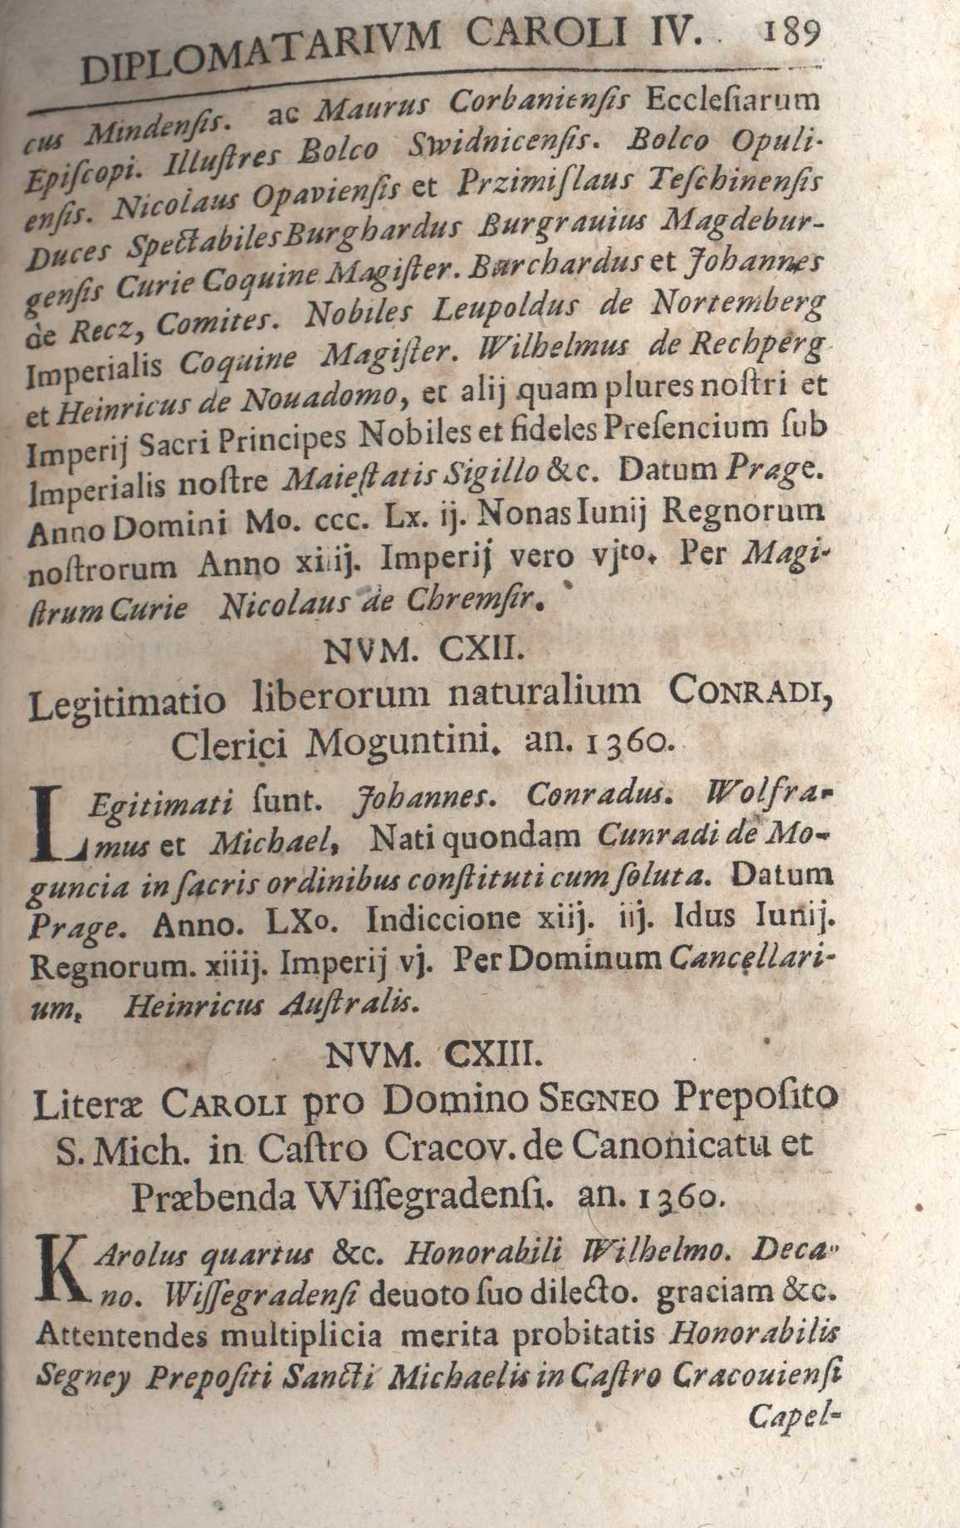 DIPLOMATARIVM CAROLI IV. 189
cus Mindenſis. ac Maurus Corbanienſis Eccleſiarum
Epiſcopi. Illuſtres Bolco Swidnicenſis. Bolco Opuli-
enſis. Nicolaus Opavienſis et Przimiſlaus Teſchinenſis
Duces Spectabiles Burghardus Burgrauius Magdebur-
genſis Curie Coquine Magiſter. Burchardus et Johannes
de Recz, Comites. Nobiles Leupoldus de Nortemberg
Imperialis Coquine Magiſter. Wilhelmus de Rechperg
et Heinricus de Nouadomo, et alij quam plures noſtri et
Imperij Sacri Principes Nobiles et fideles Preſencium ſub
Imperialis noſtre Maieſtatis Sigillo &c. Datum Prage.
Anno Domini Mo. ccc. Lx. ij. Nonas Iunij Regnorum
noſtrorum Anno xiiij. Imperij vero vjto. Per Magi-
ſtrum Curie Nicolaus de Chremſir.
NVM. CXII.
Legitimatio liberorum naturalium CONRADI,
Clerici Moguntini. an. 1360.
LEgitimati ſunt. Johannes. Conradus. Wolfra-
mus et Michael, Nati quondam Cunradi de Mo-
guncia in ſacris ordinibus conſtituti cum ſoluta. Datum
Prage. Anno. LXo. Indiccione xiij. iij. Idus Iunij.
Regnorum. xiiij. Imperij vj. Per Dominum Cancellari-
um, Heinricus Auſtralis.
NVM. CXIII.
Literæ CAROLI pro Domino SEGNEO Prepoſito
S. Mich. in Caſtro Cracov. de Canonicatu et
Præbenda Wiſſegradenſi. an. 1360.
KArolus quartus &c. Honorabili Wilhelmo. Deca-
no. Wiſſegradenſi deuoto ſuo dilecto. graciam &c.
Attentendes multiplicia merita probitatis Honorabilis
Segney Prepoſiti Sancti Michaelis in Caſtro Cracouienſi
Capel-